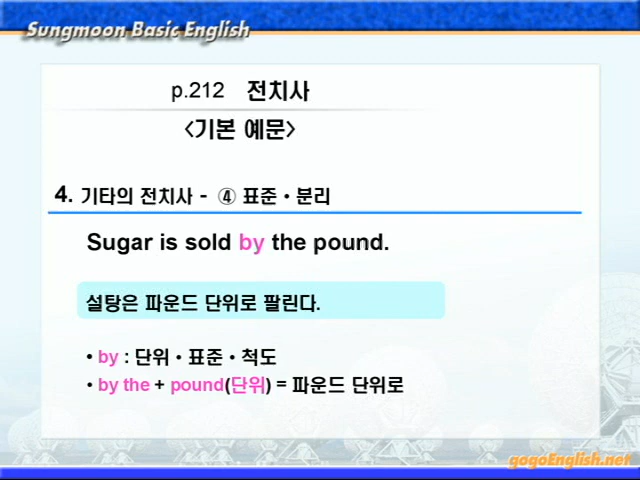 Sungmoon Basic English
p.212 전치사
<기본 예문>
4. 기타의 전치사 - ④ 표준·분리
Sugar is sold by the pound.
설탕은 파운드 단위로 팔린다.
• by : 단위·표준·척도
• by the + pound(단위) = 파운드 단위로
gogoEnglish.net